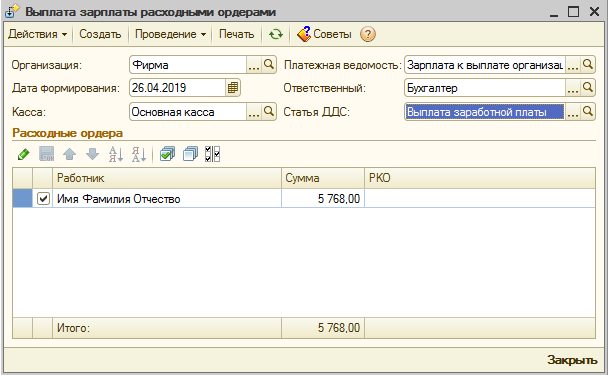 Выплата зарплаты расходными ордерами
Действия Создать Проведение Печать Советы ?
Организация: Фирма ... Платежная ведомость: Зарплата к выплате организац ...
Дата формирования: 26.04.2019 Ответственный: Бухгалтер ...
Касса: Основная касса ... Статья ДДС: Выплата заработной платы ...
Расходные ордера
Работник Сумма РКО
Имя Фамилия Отчество 5 768,00
Итого: 5 768,00
Закрыть